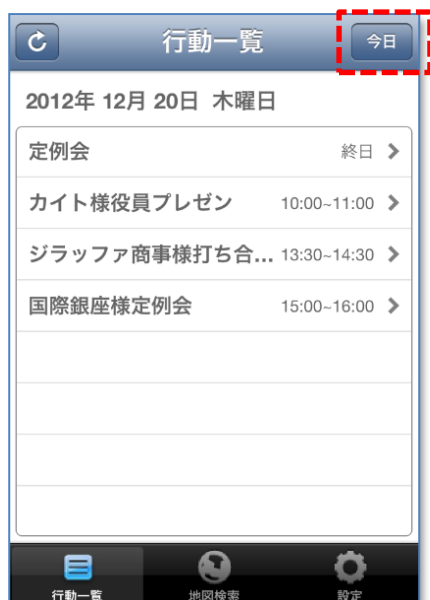 行動一覧
今日
2012年 12月 20日 木曜日
定例会 終日
カイト様役員プレゼン 10:00~11:00
ジラッファ商事様打ち合... 13:30~14:30
国際銀座様定例会 15:00~16:00
行動一覧 地図検索 設定